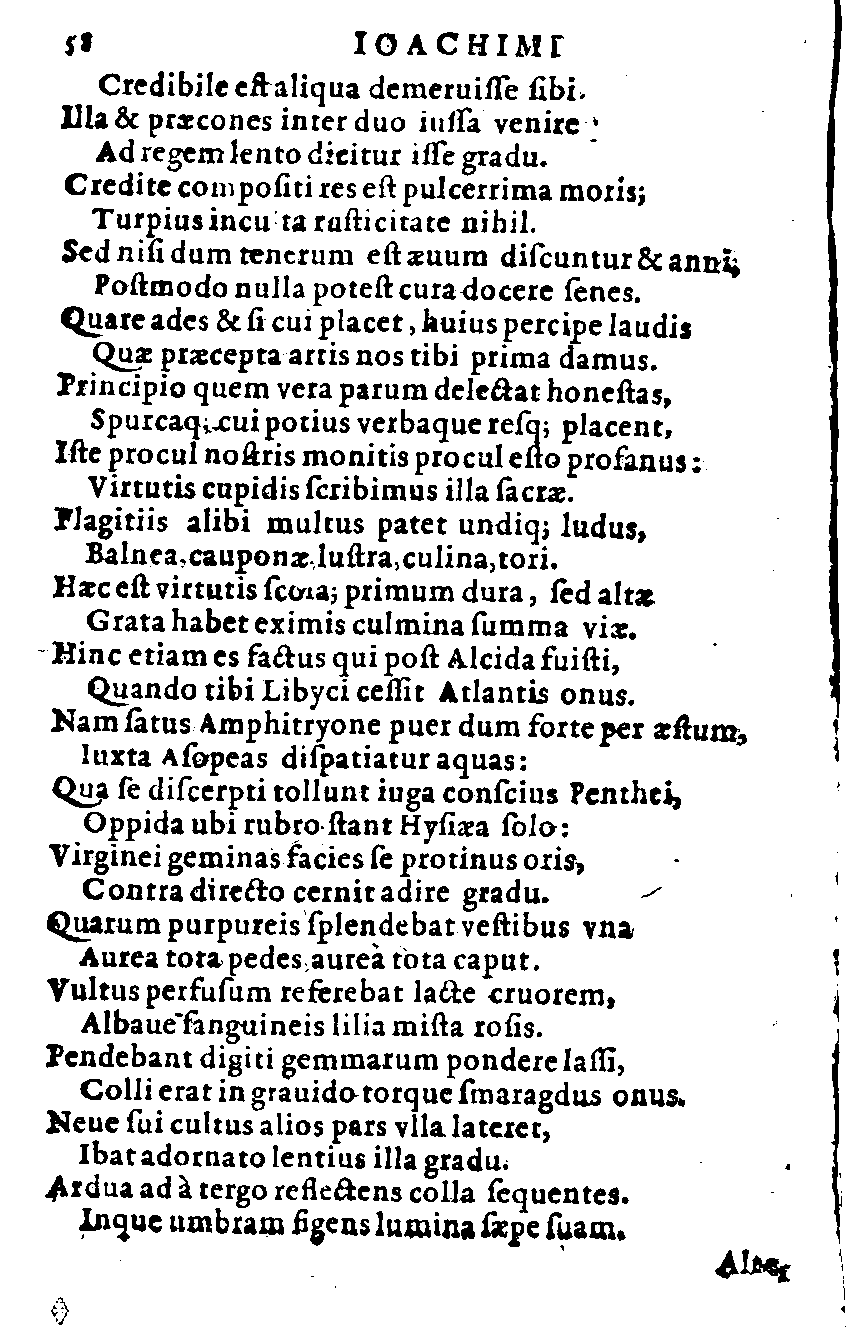 58 IOACHIMI
Credibile est aliqua demeruisse sibi.
Illa & præcones inter duo iussa venire
Ad regem lento dicitur isse gradu.
Credite compositi res est pulcerrima moris;
Turpius incu ta rusticitate nihil.
Sed nisi dum tenerum est æuum discuntur & anni;
Postmodo nulla potest cura docere senes.
Quare ades & si cui placet, huius percipe laudis
Quæ præcepta artis nos tibi prima damus.
Principio quem vera parum delectat honestas,
Spurcaq; cui potius verbaque resq; placent,
Iste procul nostris monitis procul esto profanus:
Virtutis cupidis scribimus illa sacræ.
Flagitiis alibi multus patet undiq; ludus,
Balnea, cauponæ, lustra, culina, tori.
Hæc est virtutis scola; primum dura, sed altæ
Grata habet eximis culmina summa viæ.
Hinc etiam es factus qui post Alcida fuisti,
Quando tibi Libyci cessit Atlantis onus.
Nam satus Amphitryone puer dum forte per æstum,
Iuxta Asopeas dispatiatur aquas:
Qua se discerpti tollunt iuga conscius Penthei,
Oppida ubi rubro stant Hysiæa solo:
Virginei geminas facies se protinus oris,
Contra directo cernit adire gradu.
Quarum purpureis splendebat vestibus vna
Aurea tota pedes, aurea tota caput.
Vultus perfusum referebat lacte cruorem,
Albaue sanguineis lilia mista rosis.
Pendebant digiti gemmarum pondere lassi,
Colli erat in grauido torque smaragdus onus.
Neue sui cultus alios pars vlla lateret,
Ibat adornato lentius illa gradu.
Ardua ad à tergo reflectens colla sequentes.
Inque umbram figens lumina sæpe suam.